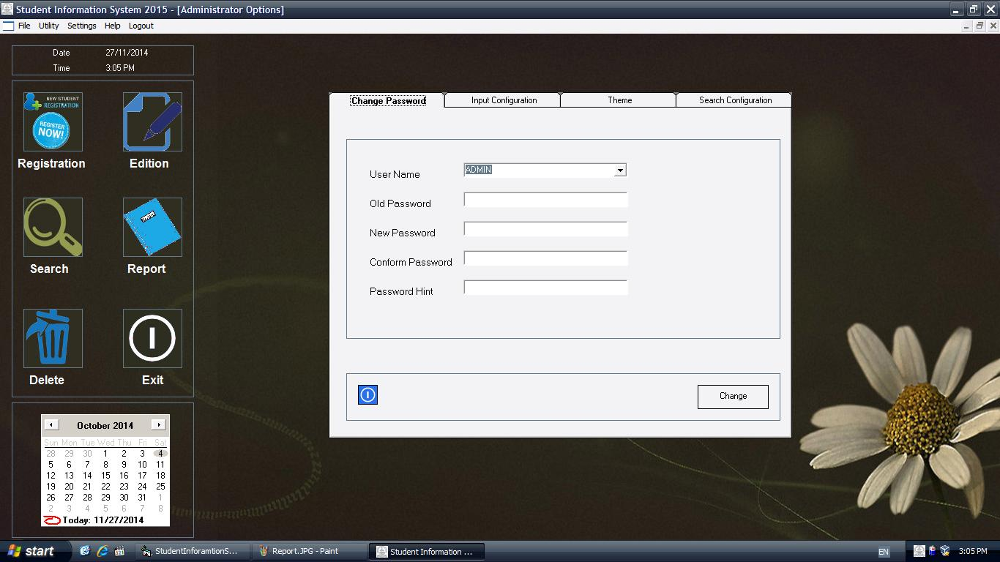 Student Information System 2015 - [Administrator Options]
File Utility Settings Help Logout
Date 27/11/2014
Time 3:05 PM
NEW STUDENT
REGISTRATION
REGISTER
NOW!
Registration
Edition
Search
Report
Delete
Exit
October 2014
Sun Mon Tue Wed Thu Fri Sat
28 29 30 1 2 3 4
5 6 7 8 9 10 11
12 13 14 15 16 17 18
19 20 21 22 23 24 25
26 27 28 29 30 31 1
2 3 4 5 6 7 8
Today: 11/27/2014
Change Password Input Configuration Theme Search Configuration
User Name ADMIN
Old Password
New Password
Conform Password
Password Hint
Change
start StudentInforamtionS... Report.JPG - Paint Student Information ... EN 3:05 PM